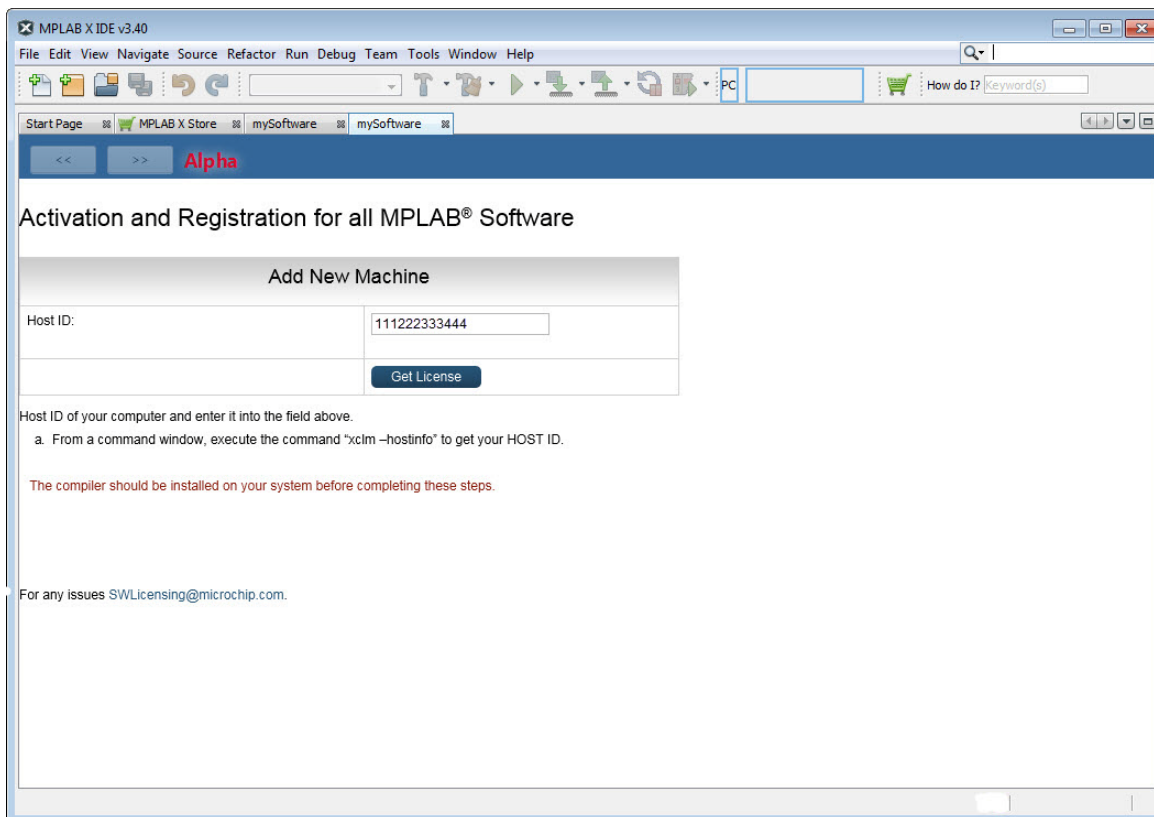 MPLAB X IDE v3.40
File Edit View Navigate Source Refactor Run Debug Team Tools Window Help
PC How do I? Keyword(s)
Start Page MPLAB X Store mySoftware mySoftware
<< >> Alpha
Activation and Registration for all MPLAB® Software
Add New Machine
Host ID: 111222333444
Get License
Host ID of your computer and enter it into the field above.
a. From a command window, execute the command “xclm –hostinfo” to get your HOST ID.
The compiler should be installed on your system before completing these steps.
For any issues SWLicensing@microchip.com.